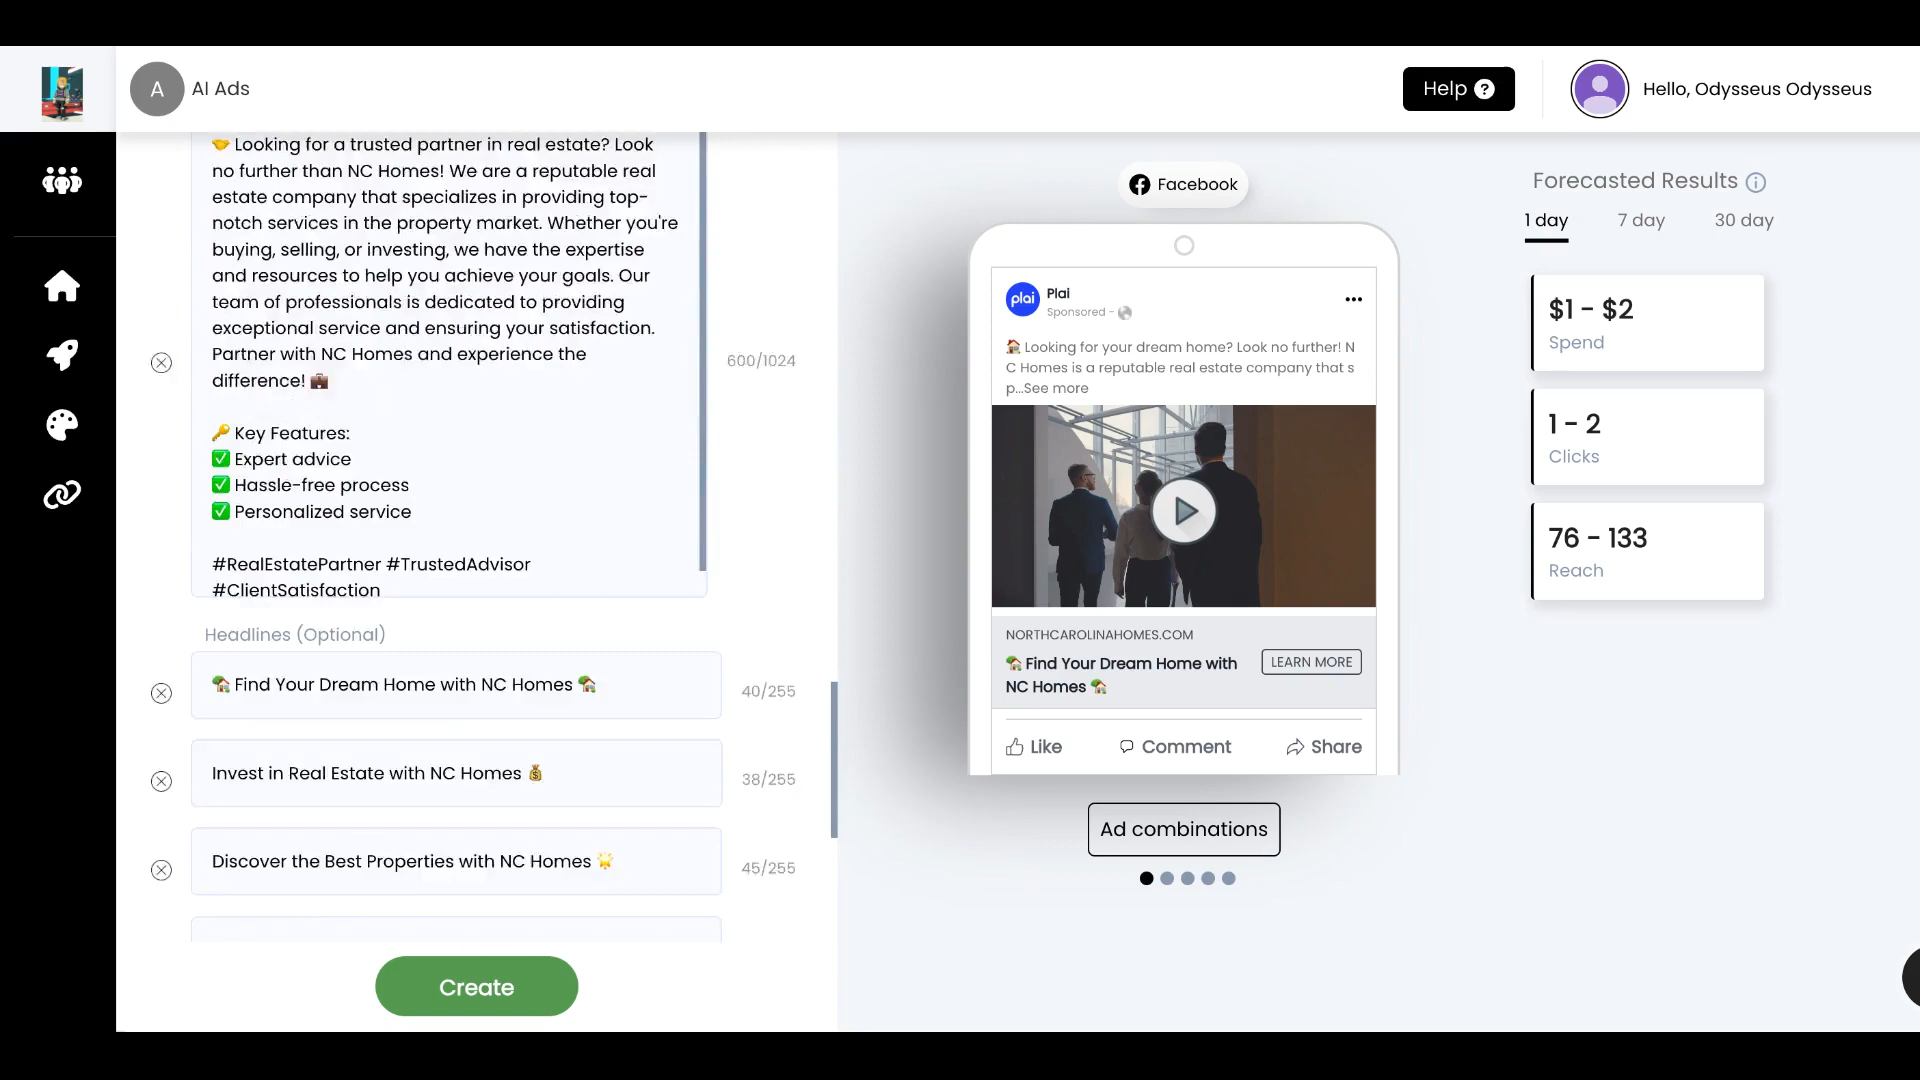 A
AI Ads
Help ?
Hello, Odysseus Odysseus
🤝 Looking for a trusted partner in real estate? Look
no further than NC Homes! We are a reputable real
estate company that specializes in providing top-
notch services in the property market. Whether you're
buying, selling, or investing, we have the expertise
and resources to help you achieve your goals. Our
team of professionals is dedicated to providing
exceptional service and ensuring your satisfaction.
Partner with NC Homes and experience the
difference! 💼
600/1024
🔑 Key Features:
✅ Expert advice
✅ Hassle-free process
✅ Personalized service
#RealEstatePartner #TrustedAdvisor
#ClientSatisfaction
Headlines (Optional)
🏡 Find Your Dream Home with NC Homes 🏡
40/255
Invest in Real Estate with NC Homes 💰
38/255
Discover the Best Properties with NC Homes 🌟
45/255
Create
Facebook
plai
Plai
Sponsored -
🏠 Looking for your dream home? Look no further! N
C Homes is a reputable real estate company that s
p...See more
NORTHCAROLINAHOMES.COM
🏡 Find Your Dream Home with
NC Homes 🏡
LEARN MORE
Like
Comment
Share
Ad combinations
Forecasted Results
1 day
7 day
30 day
$1 - $2
Spend
1 - 2
Clicks
76 - 133
Reach